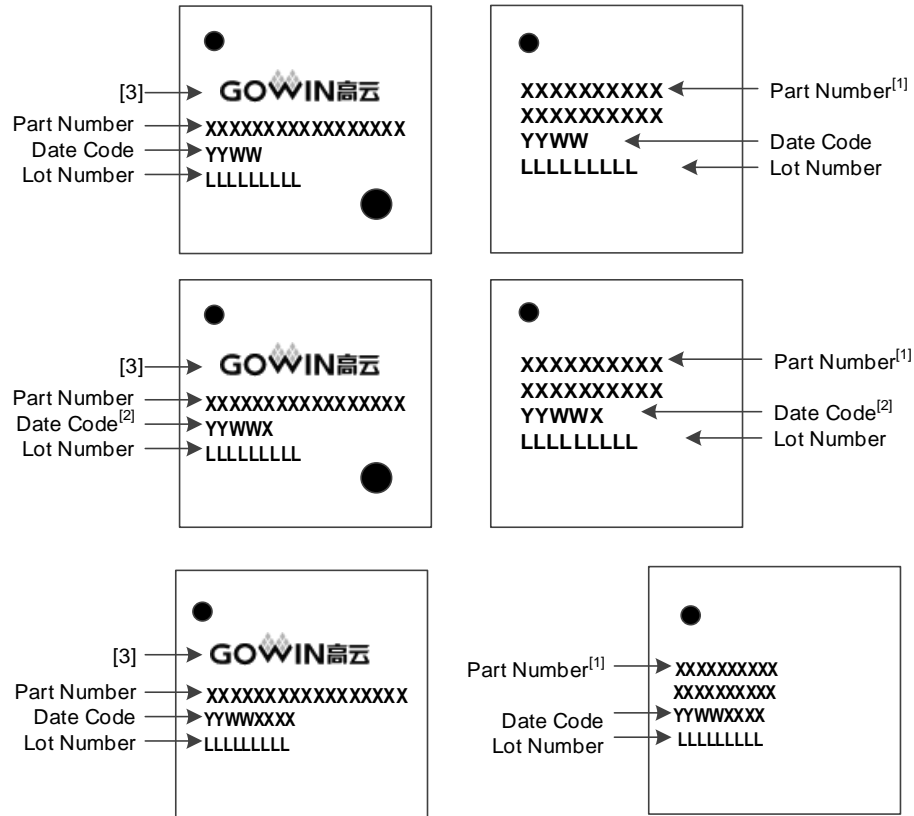 [3] GOWIN高云
Part Number XXXXXXXXXXXXXXXXX
Date Code YYWW
Lot Number LLLLLLLLL
XXXXXXXXXX Part Number[1]
XXXXXXXXXX
YYWW Date Code
LLLLLLLLL Lot Number
[3] GOWIN高云
Part Number XXXXXXXXXXXXXXXXX
Date Code[2] YYWWX
Lot Number LLLLLLLLL
XXXXXXXXXX Part Number[1]
XXXXXXXXXX
YYWWX Date Code[2]
LLLLLLLLL Lot Number
[3] GOWIN高云
Part Number XXXXXXXXXXXXXXXXX
Date Code YYWWXXXX
Lot Number LLLLLLLLL
Part Number[1] XXXXXXXXXX
XXXXXXXXXX
Date Code YYWWXXXX
Lot Number LLLLLLLLL